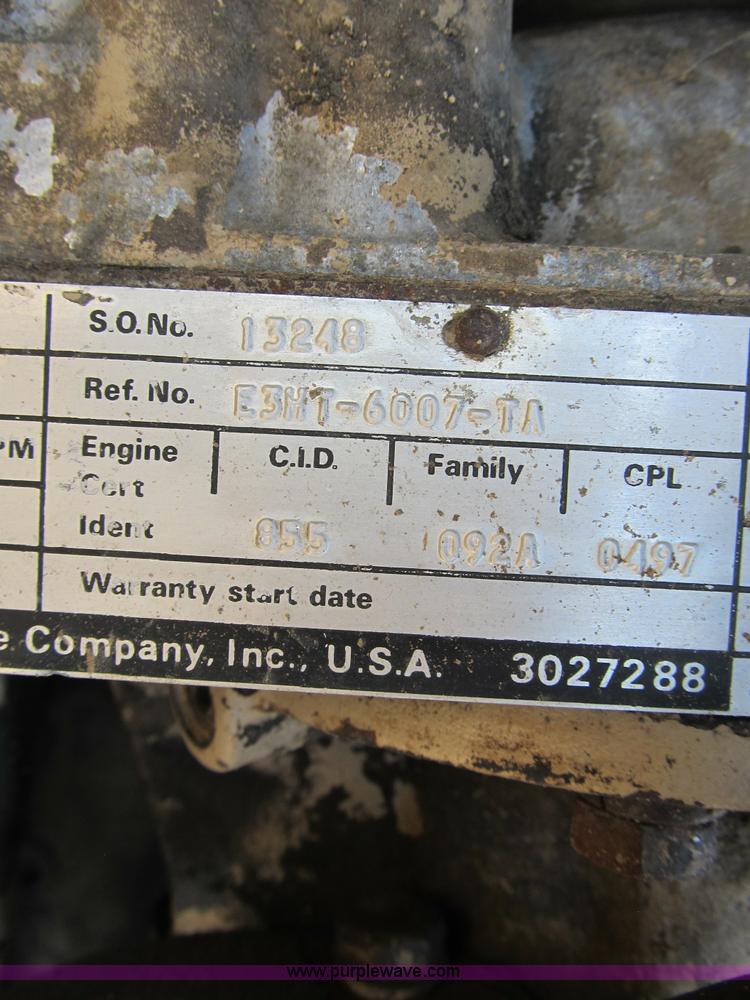 S.O.No. 13248
Ref. No. E3HT-6007-TA
PM Engine C.I.D. Family CPL
Cert
Ident 855 092A 0497
Warranty start date
e Company, Inc., U.S.A. 3027288
www.purplewave.com